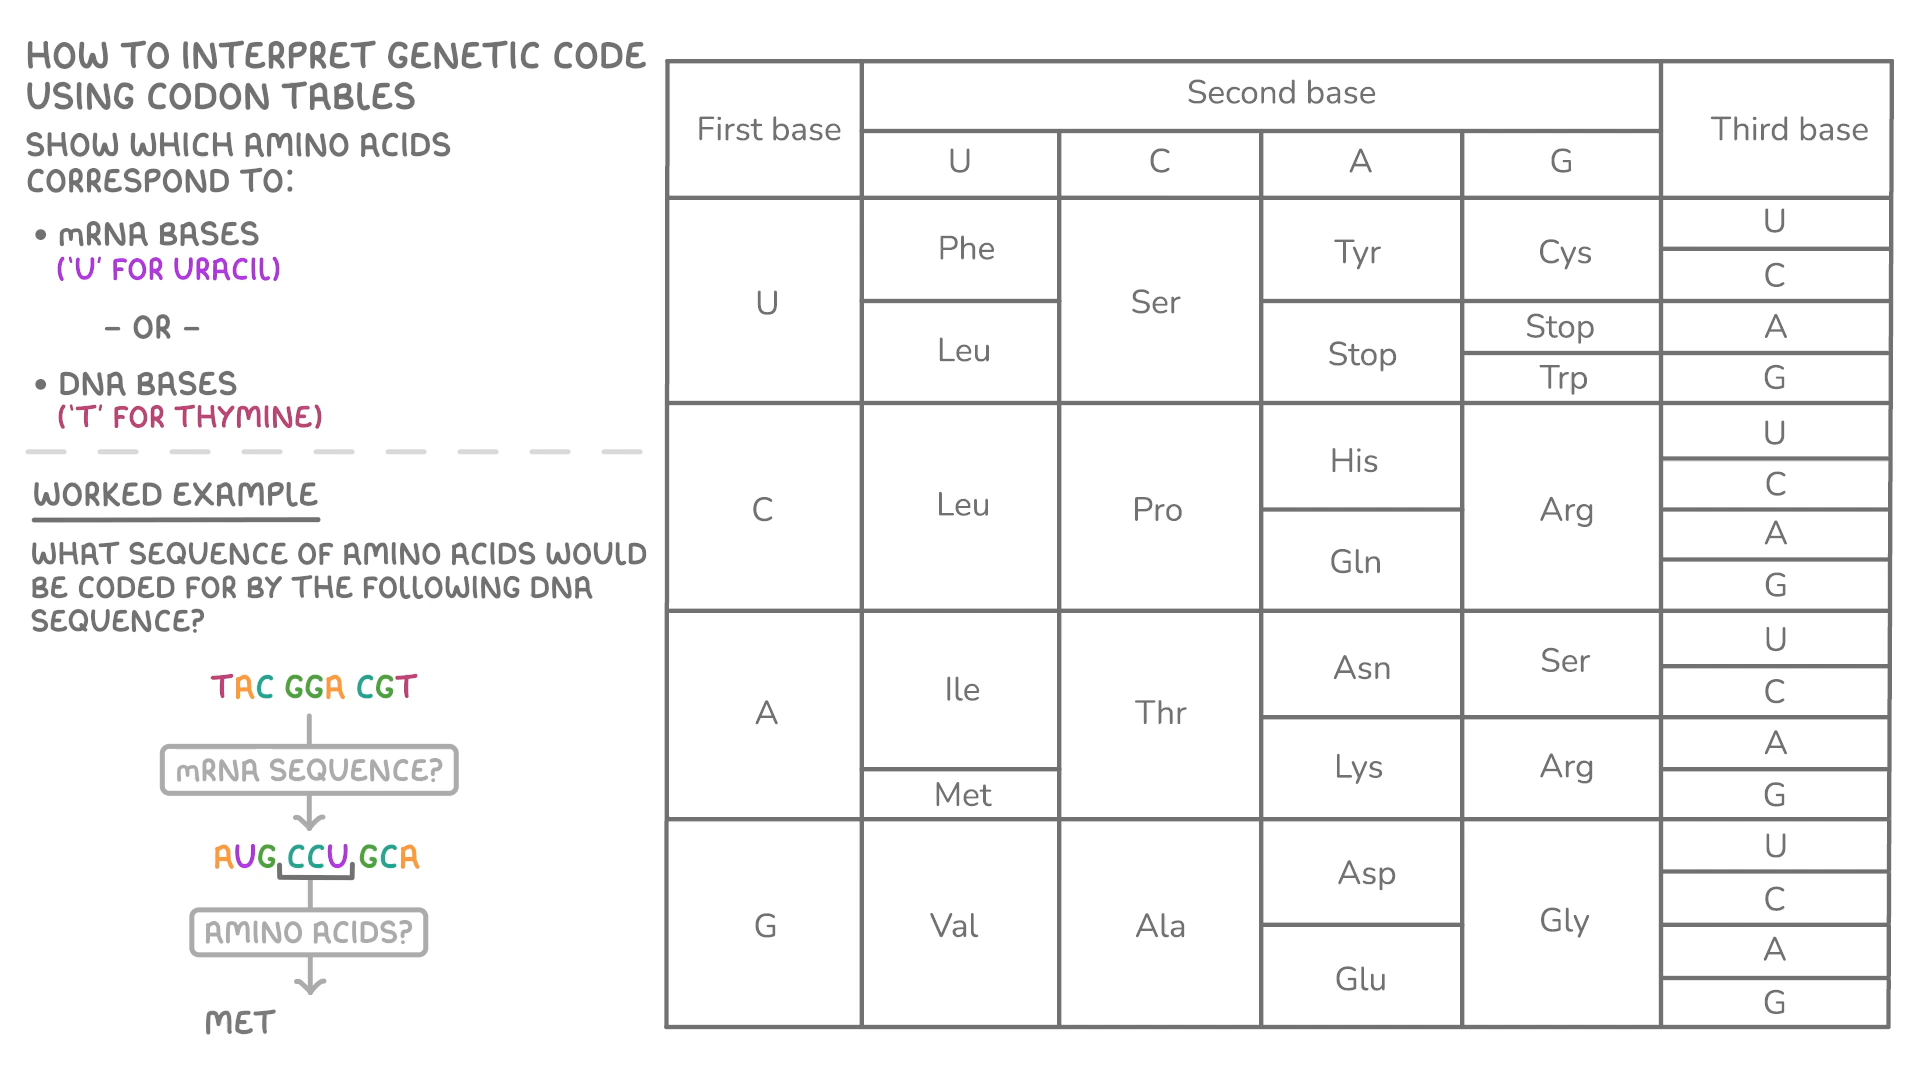 HOW TO INTERPRET GENETIC CODE
USING CODON TABLES
SHOW WHICH AMINO ACIDS
CORRESPOND TO:
• mRNA BASES
('U' FOR URACIL)
- OR -
• DNA BASES
('T' FOR THYMINE)
WORKED EXAMPLE
WHAT SEQUENCE OF AMINO ACIDS WOULD
BE CODED FOR BY THE FOLLOWING DNA
SEQUENCE?
TAC GGA CGT
mRNA SEQUENCE?
AUG CCU GCA
AMINO ACIDS?
MET
First base
Second base
Third base
U C A G
U
Phe
Leu
Ser
Tyr
Stop
Cys
Stop
Trp
U
C
A
G
C
Leu
Pro
His
Gln
Arg
U
C
A
G
A
Ile
Met
Thr
Asn
Lys
Ser
Arg
U
C
A
G
G
Val
Ala
Asp
Glu
Gly
U
C
A
G